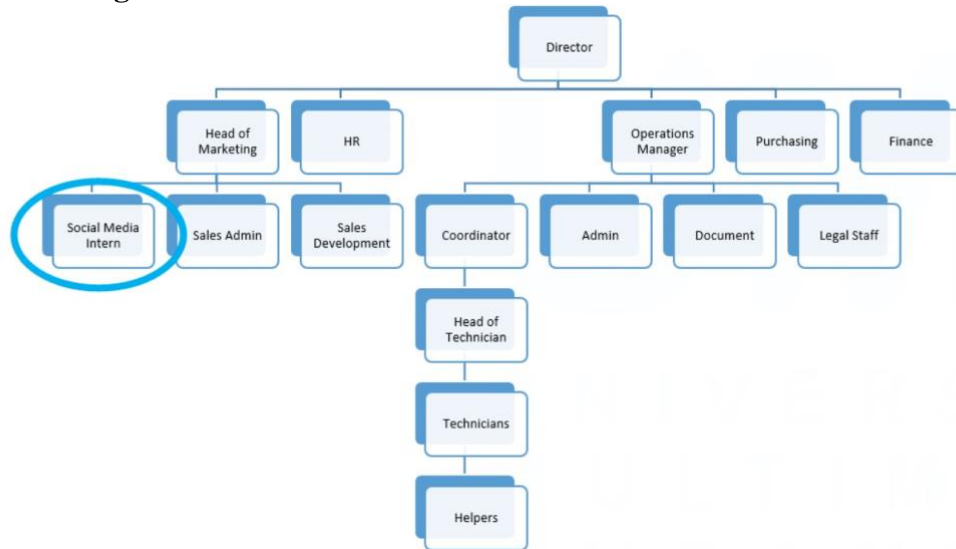 Director
Head of
Marketing
HR
Operations
Manager
Purchasing
Finance
Social Media
Intern
Sales Admin
Sales
Development
Coordinator
Admin
Document
Legal Staff
Head of
Technician
Technicians
Helpers